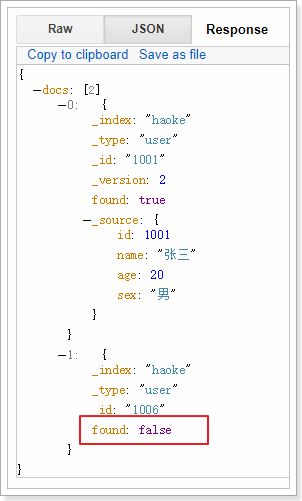 Raw JSON Response
Copy to clipboard Save as file
{
−docs: [2]
−0: {
_index: "haoke"
_type: "user"
_id: "1001"
_version: 2
found: true
−_source: {
id: 1001
name: "张三"
age: 20
sex: "男"
}
}
−1: {
_index: "haoke"
_type: "user"
_id: "1006"
found: false
}
}